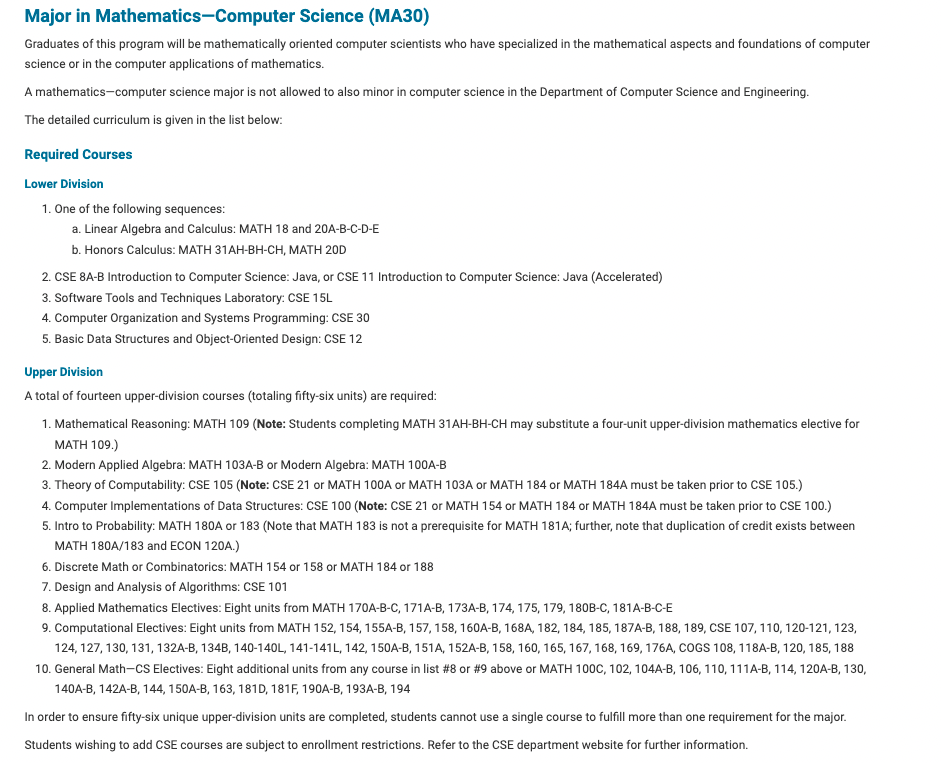 Major in Mathematics—Computer Science (MA30)
Graduates of this program will be mathematically oriented computer scientists who have specialized in the mathematical aspects and foundations of computer
science or in the computer applications of mathematics.
A mathematics—computer science major is not allowed to also minor in computer science in the Department of Computer Science and Engineering.
The detailed curriculum is given in the list below:
Required Courses
Lower Division
1. One of the following sequences:
a. Linear Algebra and Calculus: MATH 18 and 20A-B-C-D-E
b. Honors Calculus: MATH 31AH-BH-CH, MATH 20D
2. CSE 8A-B Introduction to Computer Science: Java, or CSE 11 Introduction to Computer Science: Java (Accelerated)
3. Software Tools and Techniques Laboratory: CSE 15L
4. Computer Organization and Systems Programming: CSE 30
5. Basic Data Structures and Object-Oriented Design: CSE 12
Upper Division
A total of fourteen upper-division courses (totaling fifty-six units) are required:
1. Mathematical Reasoning: MATH 109 (Note: Students completing MATH 31AH-BH-CH may substitute a four-unit upper-division mathematics elective for
MATH 109.)
2. Modern Applied Algebra: MATH 103A-B or Modern Algebra: MATH 100A-B
3. Theory of Computability: CSE 105 (Note: CSE 21 or MATH 100A or MATH 103A or MATH 184 or MATH 184A must be taken prior to CSE 105.)
4. Computer Implementations of Data Structures: CSE 100 (Note: CSE 21 or MATH 154 or MATH 184 or MATH 184A must be taken prior to CSE 100.)
5. Intro to Probability: MATH 180A or 183 (Note that MATH 183 is not a prerequisite for MATH 181A; further, note that duplication of credit exists between
MATH 180A/183 and ECON 120A.)
6. Discrete Math or Combinatorics: MATH 154 or 158 or MATH 184 or 188
7. Design and Analysis of Algorithms: CSE 101
8. Applied Mathematics Electives: Eight units from MATH 170A-B-C, 171A-B, 173A-B, 174, 175, 179, 180B-C, 181A-B-C-E
9. Computational Electives: Eight units from MATH 152, 154, 155A-B, 157, 158, 160A-B, 168A, 182, 184, 185, 187A-B, 188, 189, CSE 107, 110, 120-121, 123,
124, 127, 130, 131, 132A-B, 134B, 140-140L, 141-141L, 142, 150A-B, 151A, 152A-B, 158, 160, 165, 167, 168, 169, 176A, COGS 108, 118A-B, 120, 185, 188
10. General Math—CS Electives: Eight additional units from any course in list #8 or #9 above or MATH 100C, 102, 104A-B, 106, 110, 111A-B, 114, 120A-B, 130,
140A-B, 142A-B, 144, 150A-B, 163, 181D, 181F, 190A-B, 193A-B, 194
In order to ensure fifty-six unique upper-division units are completed, students cannot use a single course to fulfill more than one requirement for the major.
Students wishing to add CSE courses are subject to enrollment restrictions. Refer to the CSE department website for further information.